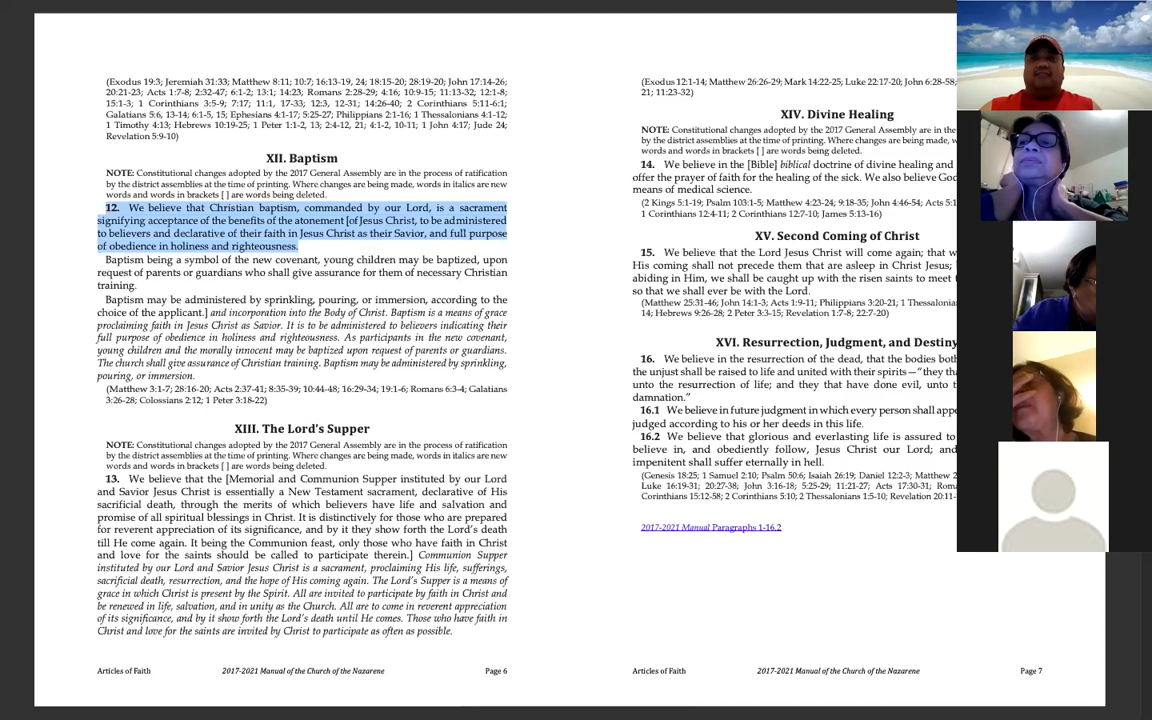 (Exodus 19:3; Jeremiah 31:33; Matthew 8:11; 10:7; 16:13-19, 24; 18:15-20; 28:19-20; John 17:14-26;
20:21-23; Acts 1:7-8; 2:32-47; 6:1-2; 13:1; 14:23; Romans 2:28-29; 4:16; 10:9-15; 11:13-32; 12:1-8;
15:1-3; 1 Corinthians 3:5-9; 7:17; 11:1, 17-33; 12:3, 12-31; 14:26-40; 2 Corinthians 5:11-6:1;
Galatians 5:6, 13-14; 6:1-5, 15; Ephesians 4:1-17; 5:25-27; Philippians 2:1-16; 1 Thessalonians 4:1-12;
1 Timothy 4:13; Hebrews 10:19-25; 1 Peter 1:1-2, 13; 2:4-12, 21; 4:1-2, 10-11; 1 John 4:17; Jude 24;
Revelation 5:9-10)
XII. Baptism
NOTE: Constitutional changes adopted by the 2017 General Assembly are in the process of ratification
by the district assemblies at the time of printing. Where changes are being made, words in italics are new
words and words in brackets [ ] are words being deleted.
12. We believe that Christian baptism, commanded by our Lord, is a sacrament
signifying acceptance of the benefits of the atonement [of Jesus Christ, to be administered
to believers and declarative of their faith in Jesus Christ as their Savior, and full purpose
of obedience in holiness and righteousness.
Baptism being a symbol of the new covenant, young children may be baptized, upon
request of parents or guardians who shall give assurance for them of necessary Christian
training.
Baptism may be administered by sprinkling, pouring, or immersion, according to the
choice of the applicant.] and incorporation into the Body of Christ. Baptism is a means of grace
proclaiming faith in Jesus Christ as Savior. It is to be administered to believers indicating their
full purpose of obedience in holiness and righteousness. As participants in the new covenant,
young children and the morally innocent may be baptized upon request of parents or guardians.
The church shall give assurance of Christian training. Baptism may be administered by sprinkling,
pouring, or immersion.
(Matthew 3:1-7; 28:16-20; Acts 2:37-41; 8:35-39; 10:44-48; 16:29-34; 19:1-6; Romans 6:3-4; Galatians
3:26-28; Colossians 2:12; 1 Peter 3:18-22)
XIII. The Lord's Supper
NOTE: Constitutional changes adopted by the 2017 General Assembly are in the process of ratification
by the district assemblies at the time of printing. Where changes are being made, words in italics are new
words and words in brackets [ ] are words being deleted.
13. We believe that the [Memorial and Communion Supper instituted by our Lord
and Savior Jesus Christ is essentially a New Testament sacrament, declarative of His
sacrificial death, through the merits of which believers have life and salvation and
promise of all spiritual blessings in Christ. It is distinctively for those who are prepared
for reverent appreciation of its significance, and by it they show forth the Lord's death
till He come again. It being the Communion feast, only those who have faith in Christ
and love for the saints should be called to participate therein.] Communion Supper
instituted by our Lord and Savior Jesus Christ is a sacrament, proclaiming His life, sufferings,
sacrificial death, resurrection, and the hope of His coming again. The Lord's Supper is a means of
grace in which Christ is present by the Spirit. All are invited to participate by faith in Christ and
be renewed in life, salvation, and in unity as the Church. All are to come in reverent appreciation
of its significance, and by it show forth the Lord's death until He comes. Those who have faith in
Christ and love for the saints are invited by Christ to participate as often as possible.
Articles of Faith 2017-2021 Manual of the Church of the Nazarene Page 6
(Exodus 12:1-14; Matthew 26:26-29; Mark 14:22-25; Luke 22:17-20; John 6:28-58;
21; 11:23-32)
XIV. Divine Healing
NOTE: Constitutional changes adopted by the 2017 General Assembly are in the
by the district assemblies at the time of printing. Where changes are being made, w
words and words in brackets [ ] are words being deleted.
14. We believe in the [Bible] biblical doctrine of divine healing and
offer the prayer of faith for the healing of the sick. We also believe God
means of medical science.
(2 Kings 5:1-19; Psalm 103:1-5; Matthew 4:23-24; 9:18-35; John 4:46-54; Acts 5:1
1 Corinthians 12:4-11; 2 Corinthians 12:7-10; James 5:13-16)
XV. Second Coming of Christ
15. We believe that the Lord Jesus Christ will come again; that w
His coming shall not precede them that are asleep in Christ Jesus;
abiding in Him, we shall be caught up with the risen saints to meet t
so that we shall ever be with the Lord.
(Matthew 25:31-46; John 14:1-3; Acts 1:9-11; Philippians 3:20-21; 1 Thessalonia
14; Hebrews 9:26-28; 2 Peter 3:3-15; Revelation 1:7-8; 22:7-20)
XVI. Resurrection, Judgment, and Destiny
16. We believe in the resurrection of the dead, that the bodies both
the unjust shall be raised to life and united with their spirits—"they tha
unto the resurrection of life; and they that have done evil, unto t
damnation."
16.1 We believe in future judgment in which every person shall appe
judged according to his or her deeds in this life.
16.2 We believe that glorious and everlasting life is assured to
believe in, and obediently follow, Jesus Christ our Lord; and
impenitent shall suffer eternally in hell.
(Genesis 18:25; 1 Samuel 2:10; Psalm 50:6; Isaiah 26:19; Daniel 12:2-3; Matthew 2
Luke 16:19-31; 20:27-38; John 3:16-18; 5:25-29; 11:21-27; Acts 17:30-31; Roma
Corinthians 15:12-58; 2 Corinthians 5:10; 2 Thessalonians 1:5-10; Revelation 20:11-
2017-2021 Manual Paragraphs 1-16.2
Articles of Faith 2017-2021 Manual of the Church of the Nazarene Page 7